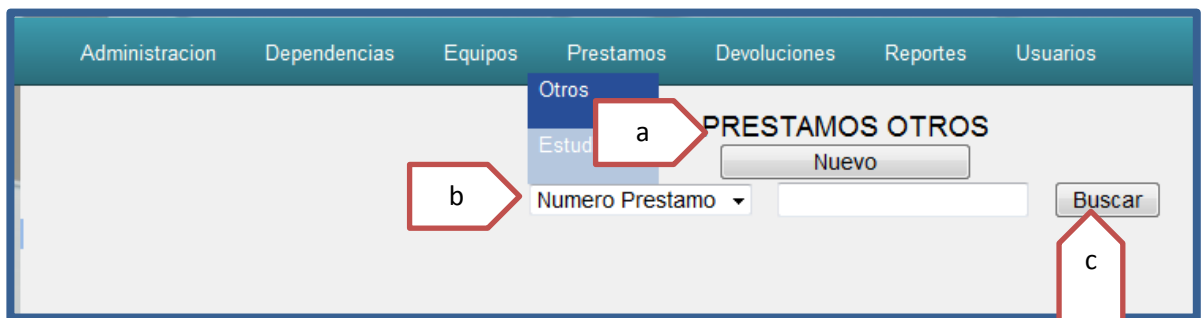 Administracion Dependencias Equipos Prestamos Devoluciones Reportes Usuarios
Otros
a PRESTAMOS OTROS
Estud
Nuevo
b Numero Prestamo Buscar
c